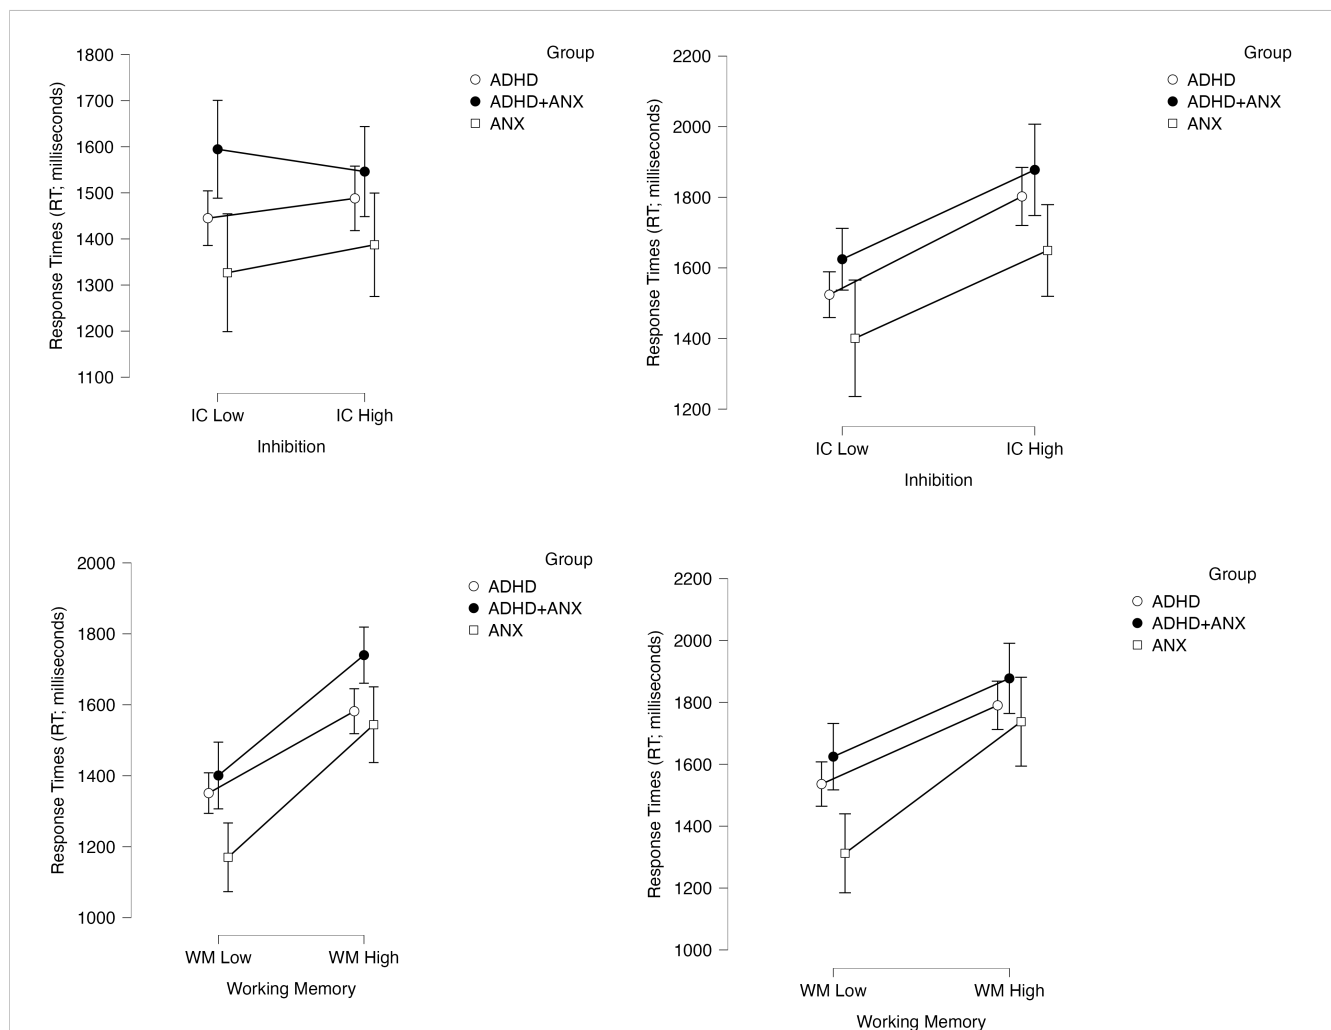 Group
ADHD
ADHD+ANX
ANX
Response Times (RT; milliseconds)
1800
1700
1600
1500
1400
1300
1200
1100
IC Low
IC High
Inhibition
Group
ADHD
ADHD+ANX
ANX
Response Times (RT; milliseconds)
2200
2000
1800
1600
1400
1200
IC Low
IC High
Inhibition
Group
ADHD
ADHD+ANX
ANX
Response Times (RT; milliseconds)
2000
1800
1600
1400
1200
1000
WM Low
WM High
Working Memory
Group
ADHD
ADHD+ANX
ANX
Response Times (RT; milliseconds)
2200
2000
1800
1600
1400
1200
1000
WM Low
WM High
Working Memory